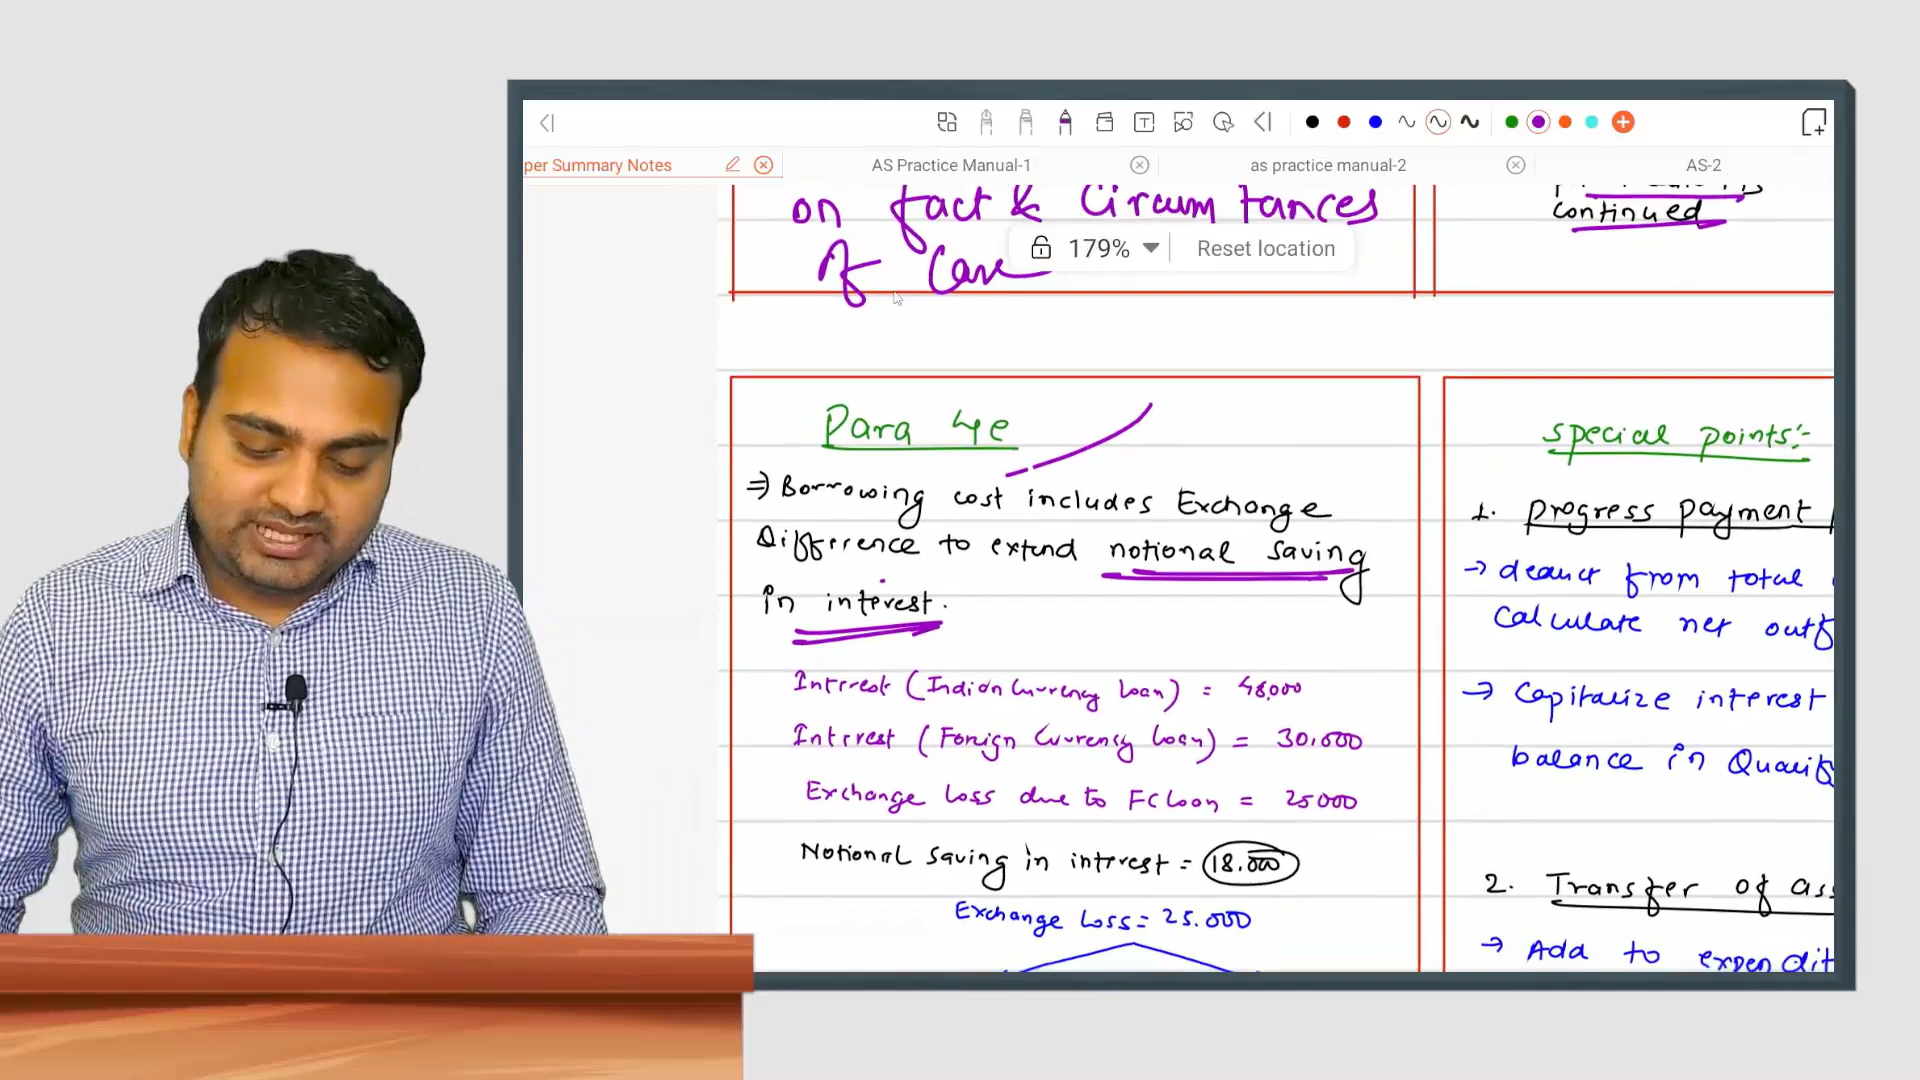 per Summary Notes
AS Practice Manual-1
as practice manual-2
AS-2
on fact & Circumtances
of Case
179%
Reset location
continued
Para 4e
⇒ Borrowing cost includes Exchange
Difference to extend notional saving
in interest.
Interest (Indian Currency loan) = 48,000
Interest (Foreign Currency loan) = 30,000
Exchange Loss due to FC loan = 25000
Notional saving in interest = 18,000
Exchange Loss = 25,000
special points:-
1. progress payment
→ deduct from total
calculate net outf
→ Capitalize interest
balance in Qualif
2. Transfer of ass
→ Add to expendit